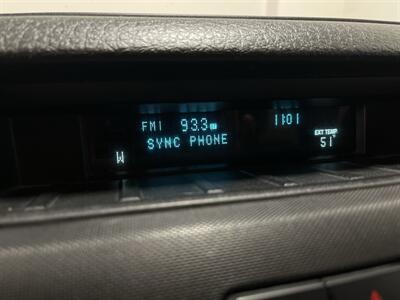 FM1 93.3 11:01
SYNC PHONE EXT TEMP
W 51°